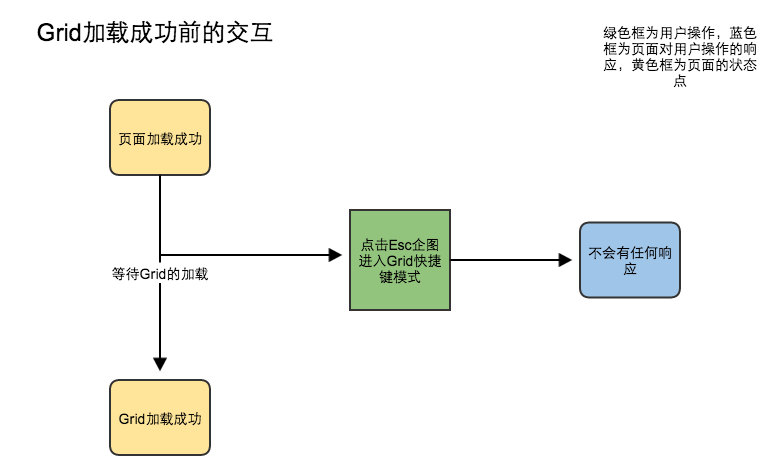 Grid加载成功前的交互
绿色框为用户操作，蓝色
框为页面对用户操作的响
应，黄色框为页面的状态
点
页面加载成功
点击Esc企图
进入Grid快捷
键模式
不会有任何响
应
等待Grid的加载
Grid加载成功